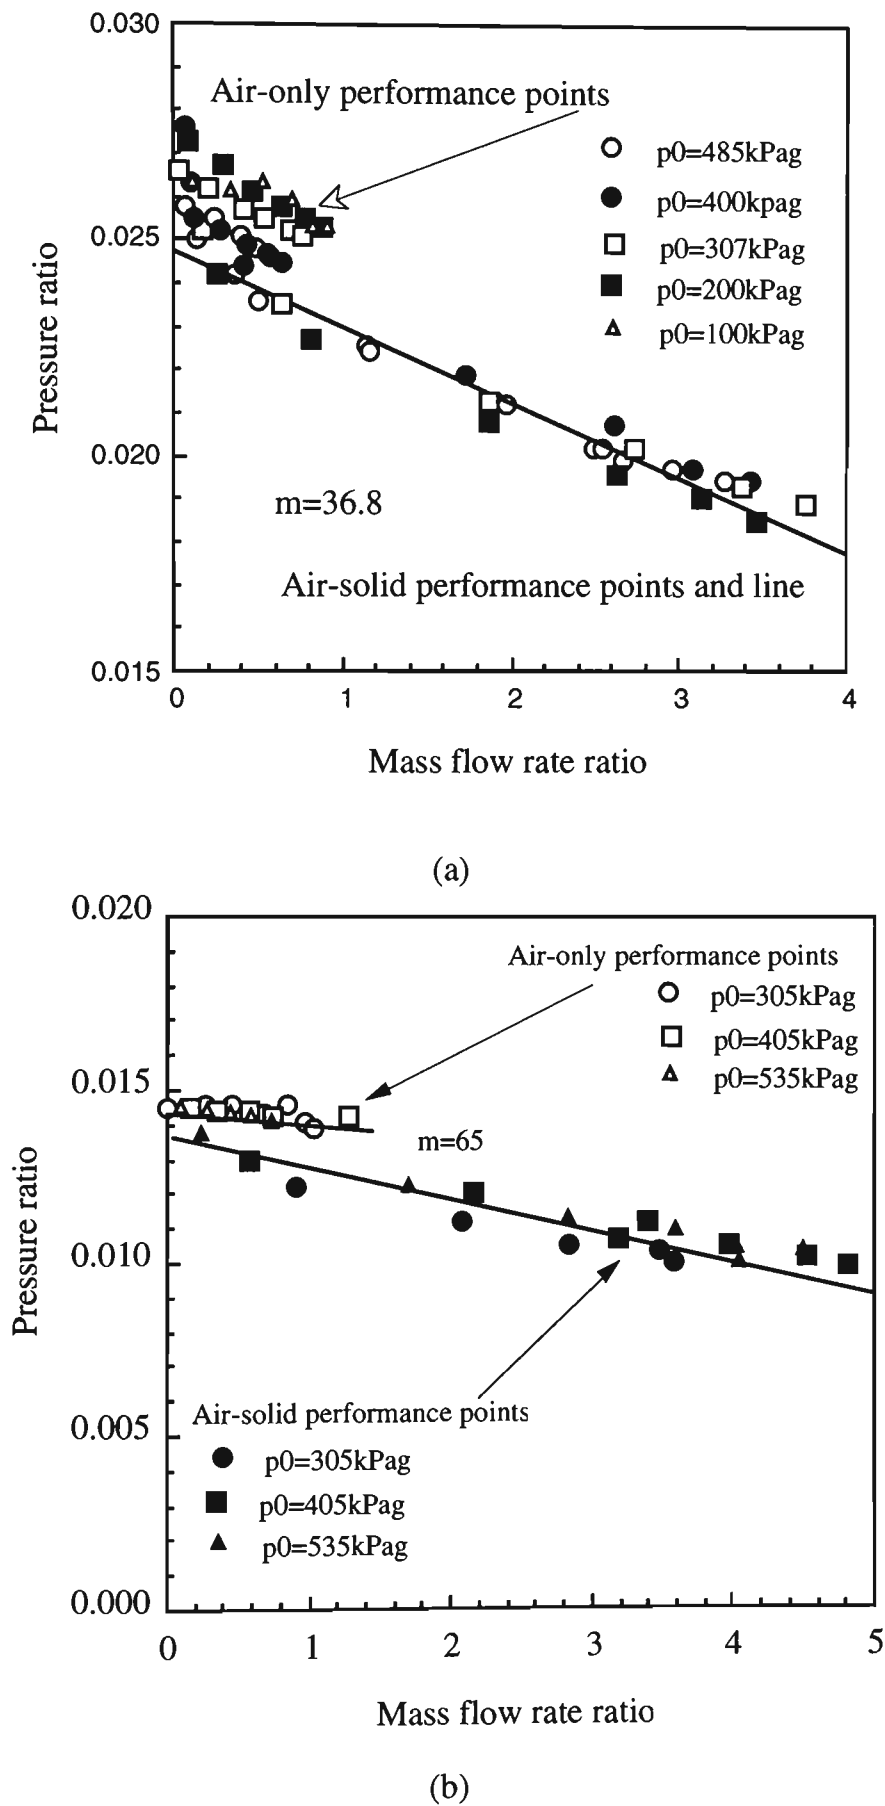 0.030
Air-only performance points
p0=485kPag
p0=400kpag
p0=307kPag
p0=200kPag
p0=100kPag
0.025
Pressure ratio
0.020
m=36.8
Air-solid performance points and line
0.015
0 1 2 3 4
Mass flow rate ratio
(a)
0.020
Air-only performance points
p0=305kPag
p0=405kPag
p0=535kPag
0.015
m=65
Pressure ratio
0.010
0.005
Air-solid performance points
p0=305kPag
p0=405kPag
p0=535kPag
0.000
0 1 2 3 4 5
Mass flow rate ratio
(b)